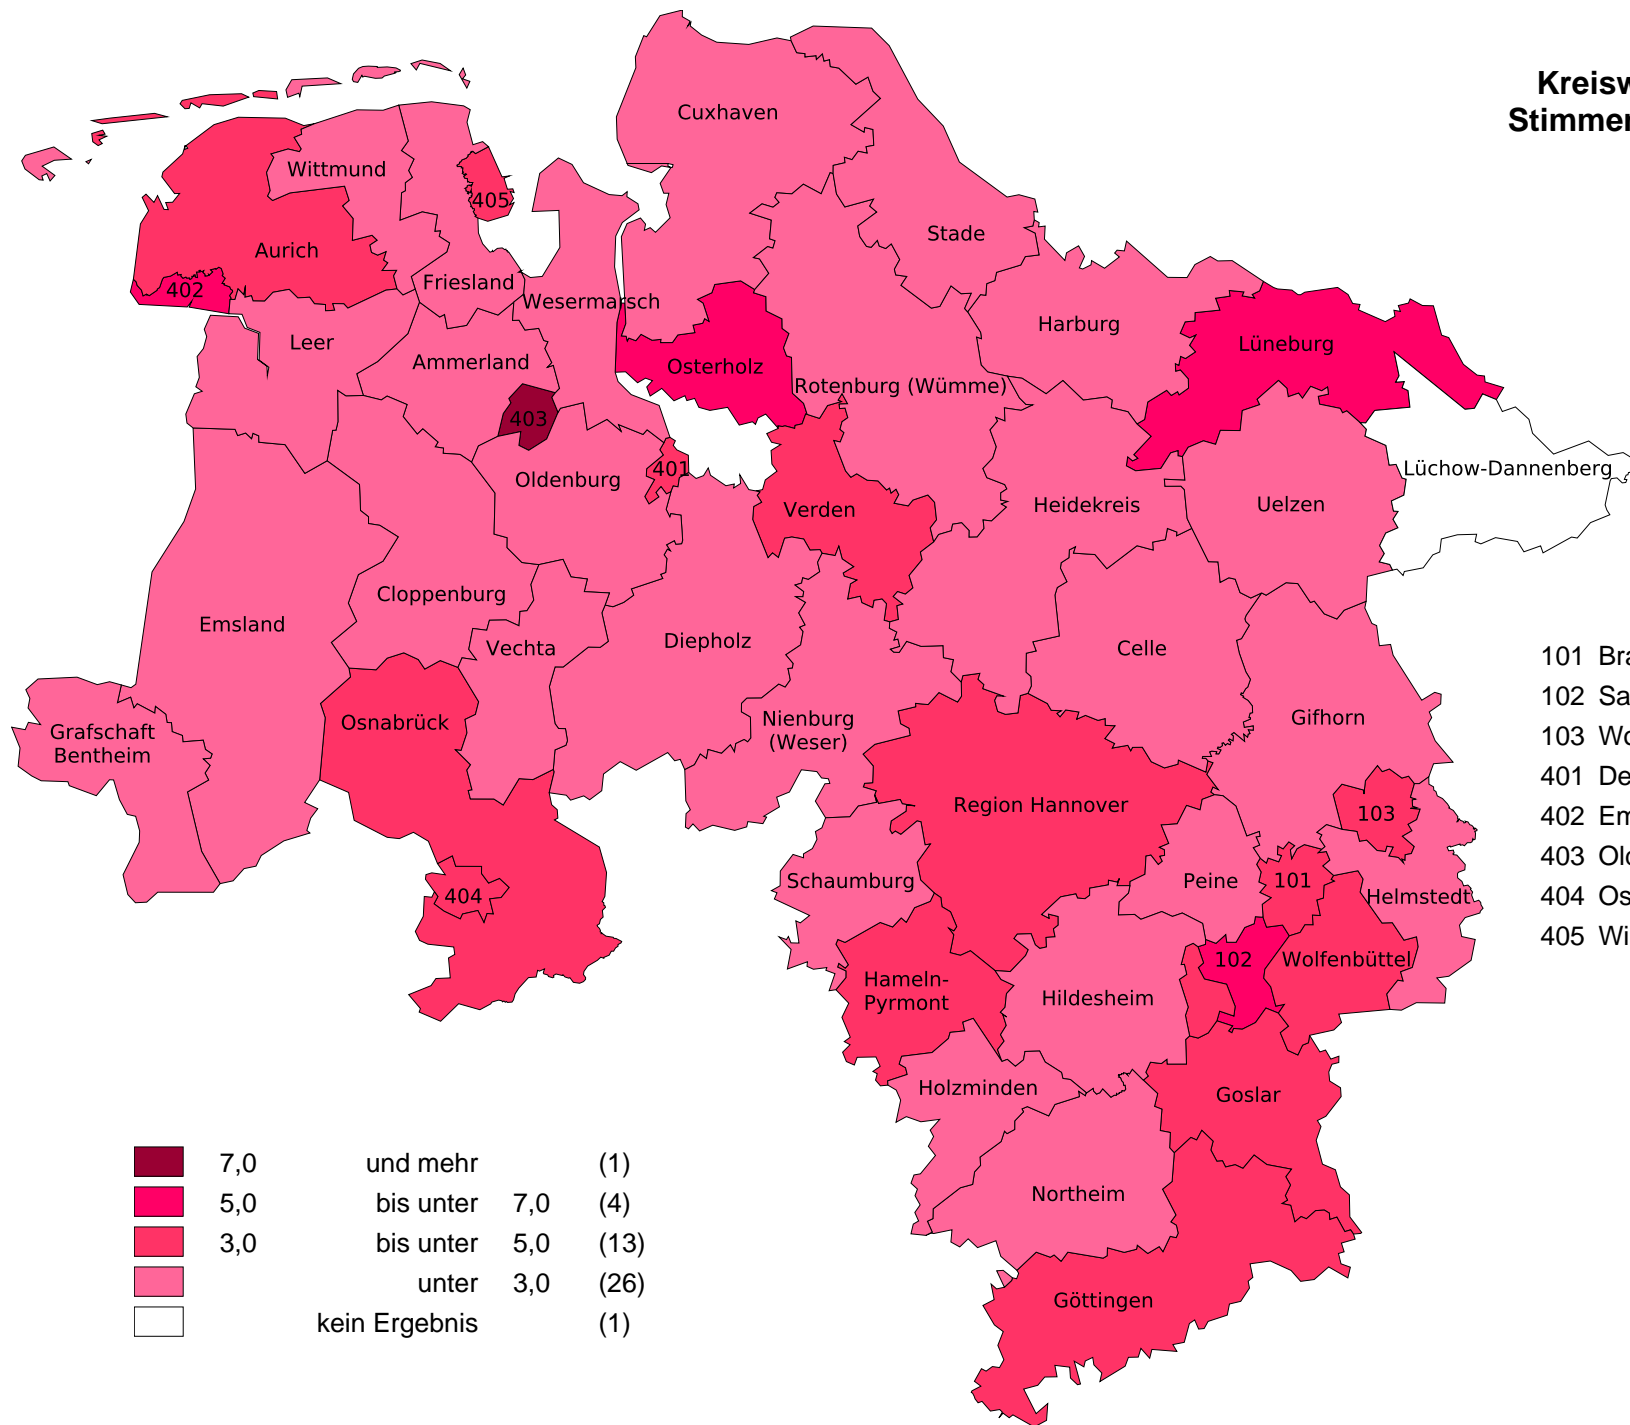 Kreisw
Stimmer
Cuxhaven
Wittmund
405
Stade
Aurich
Friesland
402
Wesermarsch
Harburg
Leer
Lüneburg
Ammerland
Osterholz
Rotenburg (Wümme)
403
401
Lüchow-Dannenberg
Oldenburg
Heidekreis
Uelzen
Verden
Cloppenburg
Emsland
Diepholz
Vechta
Celle
101 Bra
102 Sa
103 Wo
401 De
402 Em
403 Old
404 Os
405 Wi
Osnabrück
Nienburg
(Weser)
Gifhorn
Grafschaft
Bentheim
Region Hannover
103
Schaumburg
Peine
101
404
Helmstedt
102
Wolfenbüttel
Hameln-
Pyrmont
Hildesheim
Holzminden
Goslar
Northeim
Göttingen
7,0 und mehr (1)
5,0 bis unter 7,0 (4)
3,0 bis unter 5,0 (13)
unter 3,0 (26)
kein Ergebnis (1)